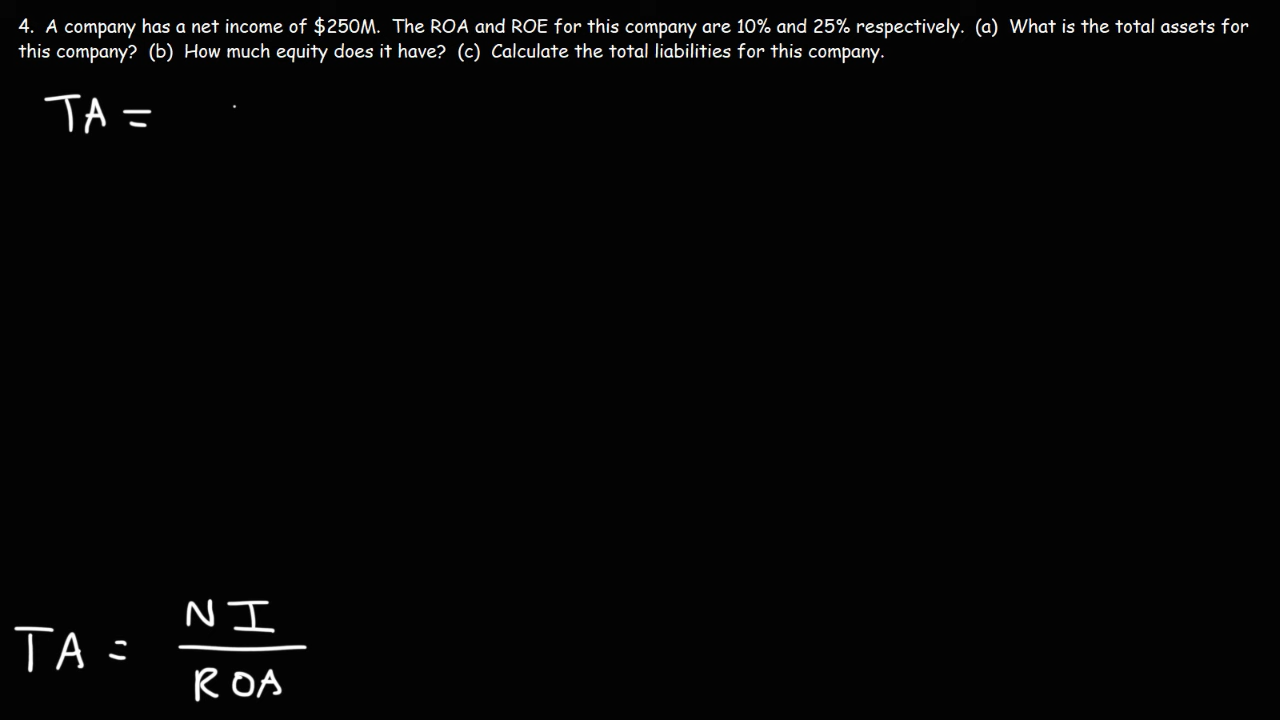 4. A company has a net income of $250M. The ROA and ROE for this company are 10% and 25% respectively. (a) What is the total assets for
this company? (b) How much equity does it have? (c) Calculate the total liabilities for this company.
TA =
NI
TA =
ROA